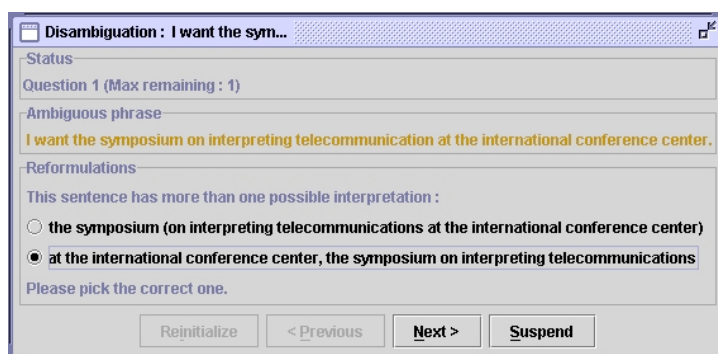 Disambiguation : I want the sym...
Status
Question 1 (Max remaining : 1)
Ambiguous phrase
I want the symposium on interpreting telecommunication at the international conference center.
Reformulations
This sentence has more than one possible interpretation :
the symposium (on interpreting telecommunications at the international conference center)
at the international conference center, the symposium on interpreting telecommunications
Please pick the correct one.
Reinitialize < Previous Next > Suspend